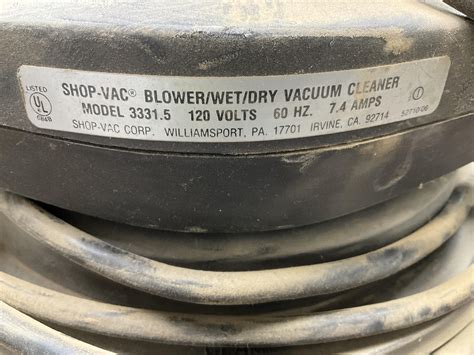 LISTED
UL
SHOP-VAC® BLOWER/WET/DRY VACUUM CLEANER
MODEL 3331.5 120 VOLTS 60 HZ. 7.4 AMPS
SHOP-VAC CORP. WILLIAMSPORT, PA. 17701 IRVINE, CA. 92714